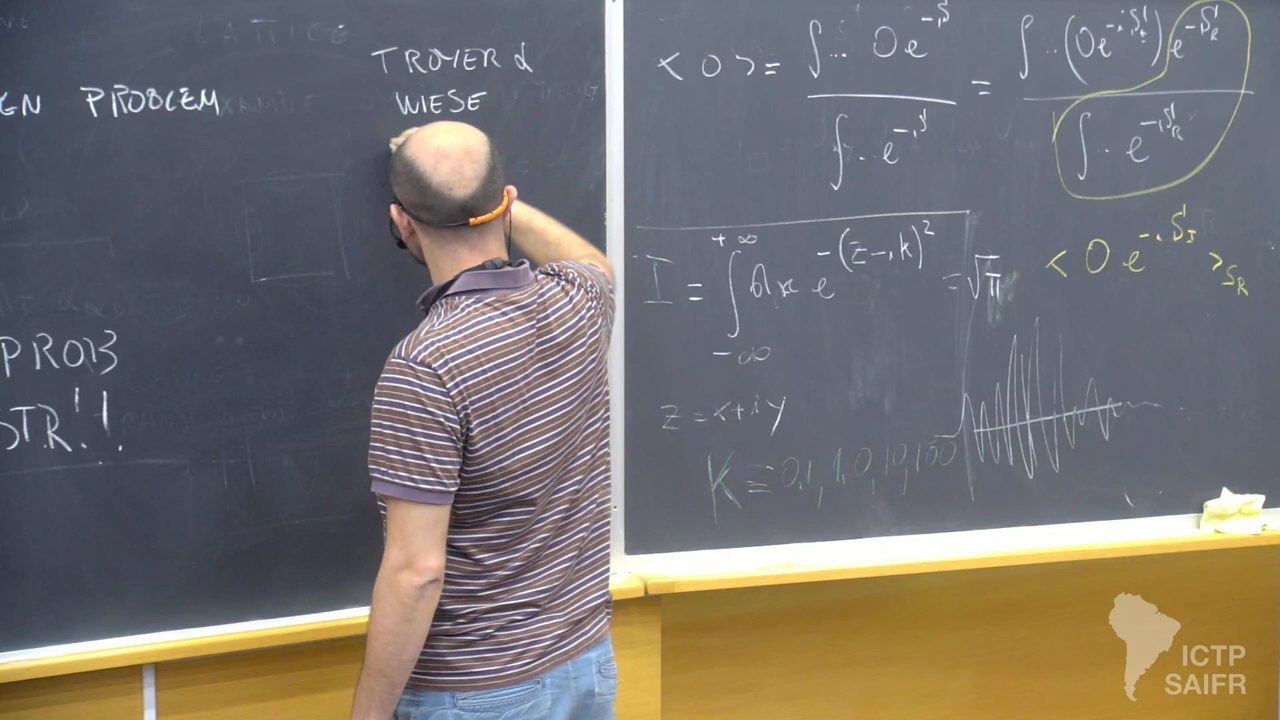 LATTICE
TROYER &
GN PROBLEM WIESE
PROB
STR.!!
< O > = ∫... O e^{-S} / ∫.. e^{-S} = ∫..(O e^{-iS_I}) e^{-S_R} / ∫.. e^{-S_R}
< O e^{-iS_I} >_{S_R}
I = ∫_{-∞}^{+∞} dx e^{-(z-ik)^2} = √π
z = x+iy
K ≡ 0,1, 1,0, 10, 100
ICTP
SAIFR